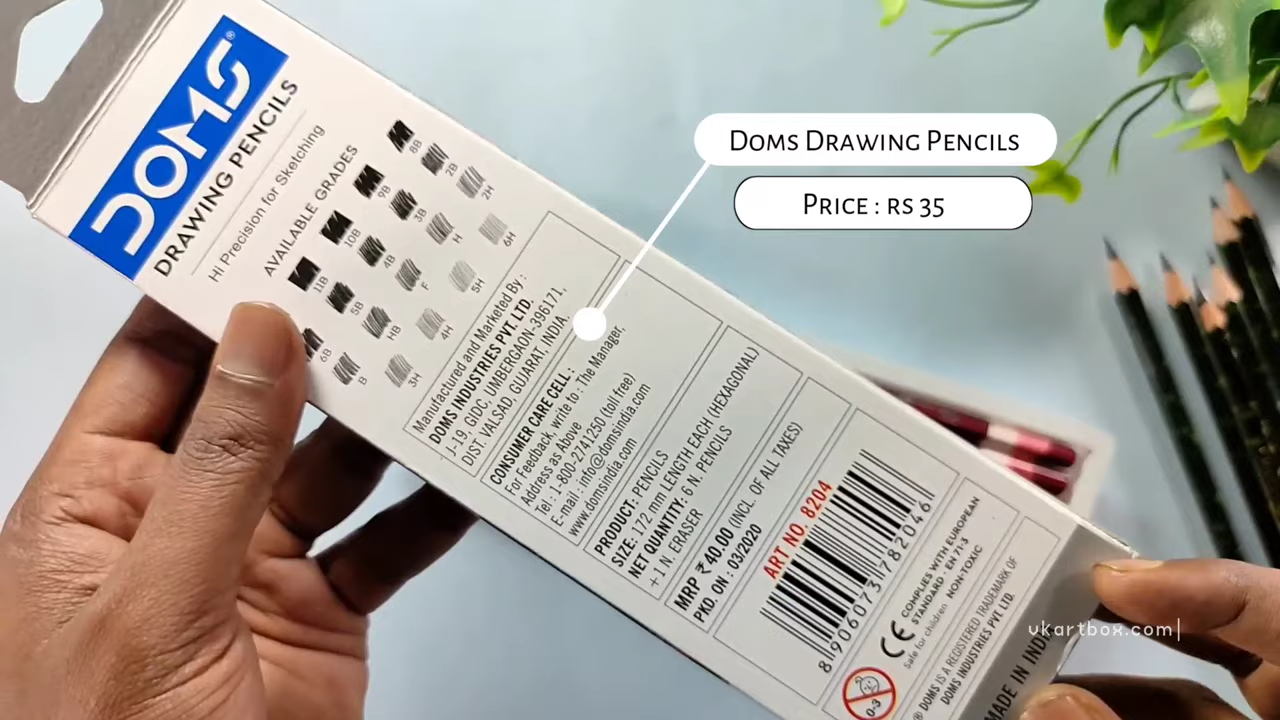 DOMS®
DRAWING PENCILS
Hi Precision for Sketching
AVAILABLE GRADES
11B 10B 9B 8B
5B 4B 3B 2B
6B HB F H 2H
B 3H 4H 5H 6H
Manufactured and Marketed By :
DOMS INDUSTRIES PVT. LTD.
J-19, GIDC, UMBERGAON-396171,
DIST. VALSAD, GUJARAT, INDIA.
CONSUMER CARE CELL :
For Feedback, write to : The Manager,
Address as Above
Tel.: 1-800-2741250 (toll free)
E-mail : info@domsindia.com
www.domsindia.com
PRODUCT: PENCILS
SIZE: 172 mm LENGTH EACH (HEXAGONAL)
NET QUANTITY: 6 N. PENCILS
+ 1 N. ERASER
MRP ₹ 40.00 (INCL. OF ALL TAXES)
PKD. ON : 03/2020
ART NO. 8204
8 906073 782046
CE COMPLIES WITH EUROPEAN
STANDARD - EN 71-3
Safe for children NON-TOXIC
0-3
® DOMS IS A REGISTERED TRADEMARK OF
DOMS INDUSTRIES PVT. LTD.
MADE IN INDIA
DOMS DRAWING PENCILS
PRICE : RS 35
vkartbox.com|